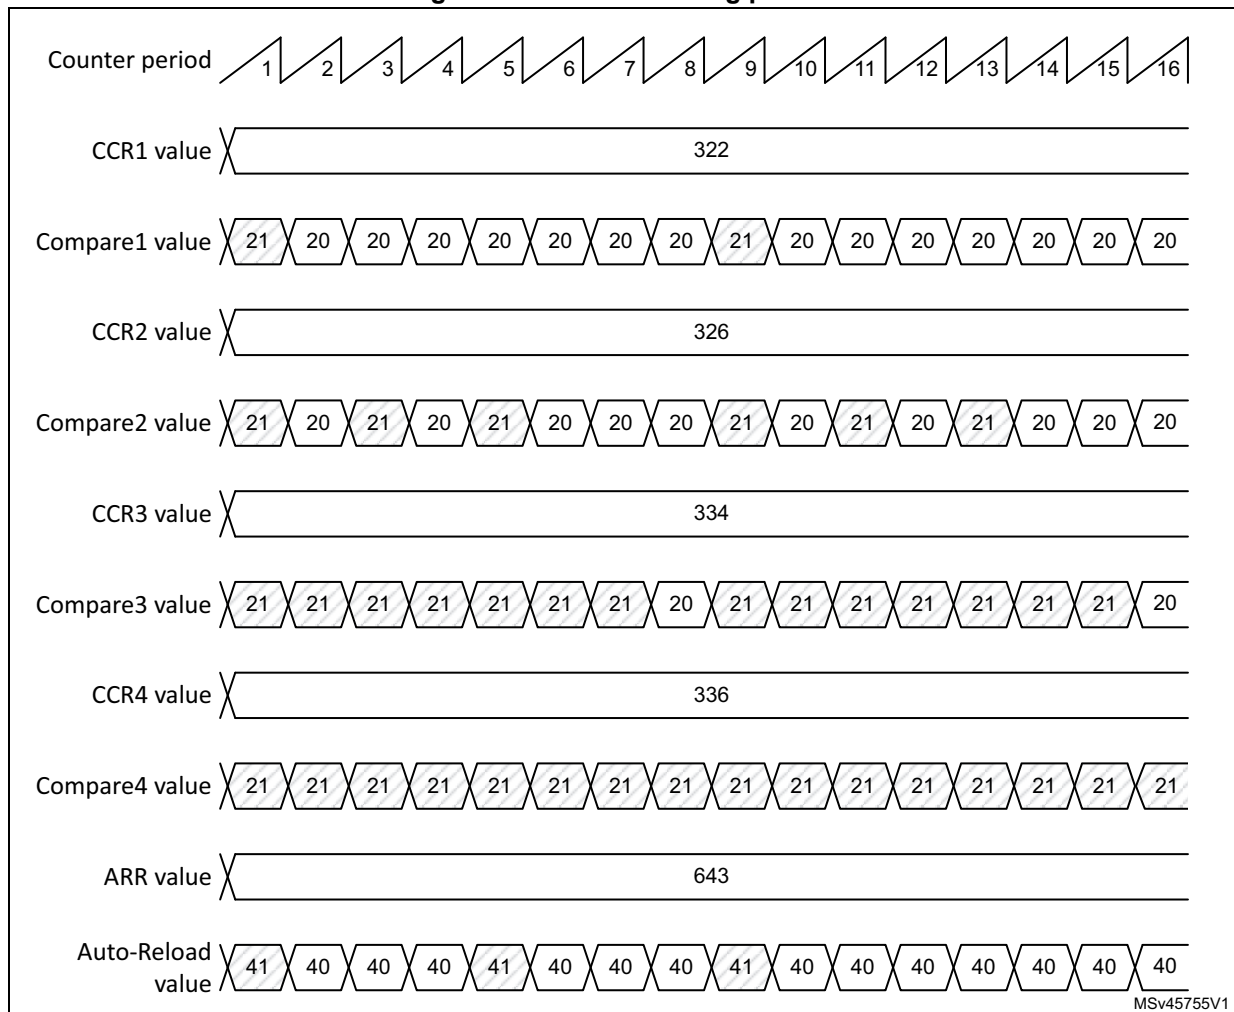 Counter period 1 2 3 4 5 6 7 8 9 10 11 12 13 14 15 16
CCR1 value 322
Compare1 value 21 20 20 20 20 20 20 20 21 20 20 20 20 20 20 20
CCR2 value 326
Compare2 value 21 20 21 20 21 20 20 20 21 20 21 20 21 20 20 20
CCR3 value 334
Compare3 value 21 21 21 21 21 21 21 20 21 21 21 21 21 21 21 20
CCR4 value 336
Compare4 value 21 21 21 21 21 21 21 21 21 21 21 21 21 21 21 21
ARR value 643
Auto-Reload
value 41 40 40 40 41 40 40 40 41 40 40 40 40 40 40 40
MSv45755V1